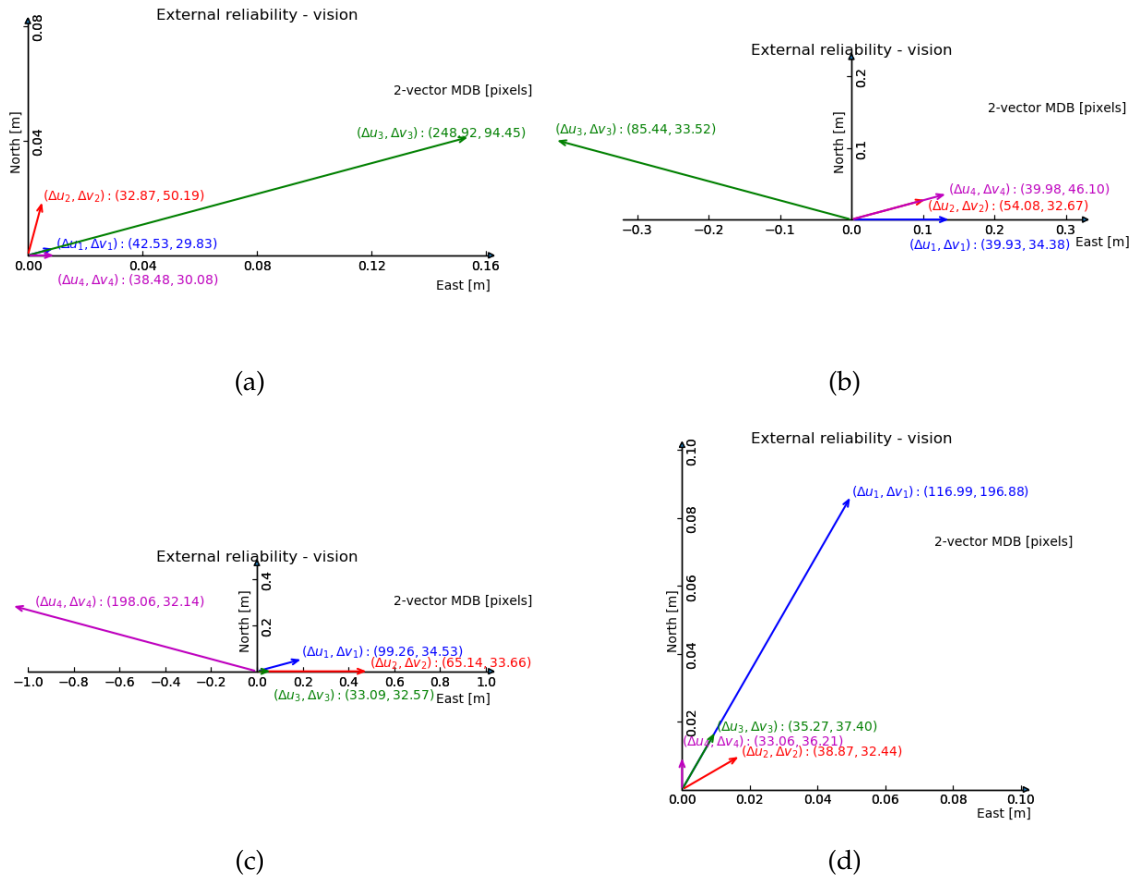 External reliability - vision
0.08
2-vector MDB [pixels]
North [m]
0.04
(Δu₃, Δv₃) : (248.92, 94.45)
(Δu₂, Δv₂) : (32.87, 50.19)
(Δu₁, Δv₁) : (42.53, 29.83)
0.00 0.04 0.08 0.12 0.16
(Δu₄, Δv₄) : (38.48, 30.08)
East [m]
(a)
External reliability - vision
0.2
2-vector MDB [pixels]
North [m]
0.1
(Δu₃, Δv₃) : (85.44, 33.52)
(Δu₄, Δv₄) : (39.98, 46.10)
(Δu₂, Δv₂) : (54.08, 32.67)
−0.3 −0.2 −0.1 0.0 0.1 0.2 0.3
(Δu₁, Δv₁) : (39.93, 34.38)
East [m]
(b)
External reliability - vision
0.4
North [m]
0.2
2-vector MDB [pixels]
(Δu₄, Δv₄) : (198.06, 32.14)
(Δu₁, Δv₁) : (99.26, 34.53)
(Δu₂, Δv₂) : (65.14, 33.66)
−1.0 −0.8 −0.6 −0.4 −0.2 0.0 0.2 0.4 0.6 0.8 1.0
(Δu₃, Δv₃) : (33.09, 32.57)
East [m]
(c)
External reliability - vision
0.10
(Δu₁, Δv₁) : (116.99, 196.88)
0.08
2-vector MDB [pixels]
0.06
North [m]
0.04
0.02
(Δu₃, Δv₃) : (35.27, 37.40)
(Δu₄, Δv₄) : (33.06, 36.21)
(Δu₂, Δv₂) : (38.87, 32.44)
0.00 0.02 0.04 0.06 0.08 0.10
East [m]
(d)